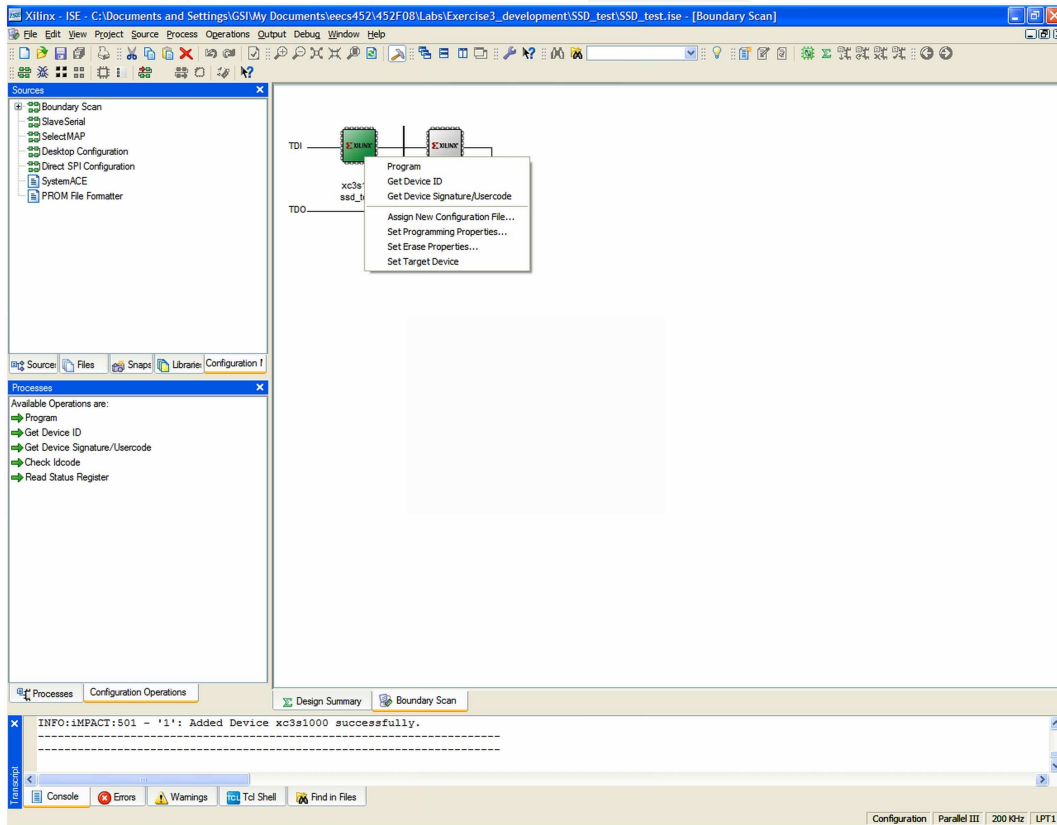 Xilinx - ISE - C:\Documents and Settings\GSI\My Documents\eecs452\452F08\Labs\Exercise3_development\SSD_test\SSD_test.ise - [Boundary Scan]
File Edit View Project Source Process Operations Output Debug Window Help
Sources
Boundary Scan
SlaveSerial
SelectMAP
Desktop Configuration
Direct SPI Configuration
SystemACE
PROM File Formatter
Source Files Snaps Libraries Configuration
TDI
XILINX XILINX
xc3s
ssd_t
TDO
Program
Get Device ID
Get Device Signature/Usercode
Assign New Configuration File...
Set Programming Properties...
Set Erase Properties...
Set Target Device
Processes
Available Operations are:
Program
Get Device ID
Get Device Signature/Usercode
Check Idcode
Read Status Register
Processes Configuration Operations
Design Summary Boundary Scan
Transcript
INFO:iMPACT:501 - '1': Added Device xc3s1000 successfully.
----------------------------------------------------------------------
----------------------------------------------------------------------
Console Errors Warnings TCL Tcl Shell Find in Files
Configuration Parallel III 200 KHz LPT1